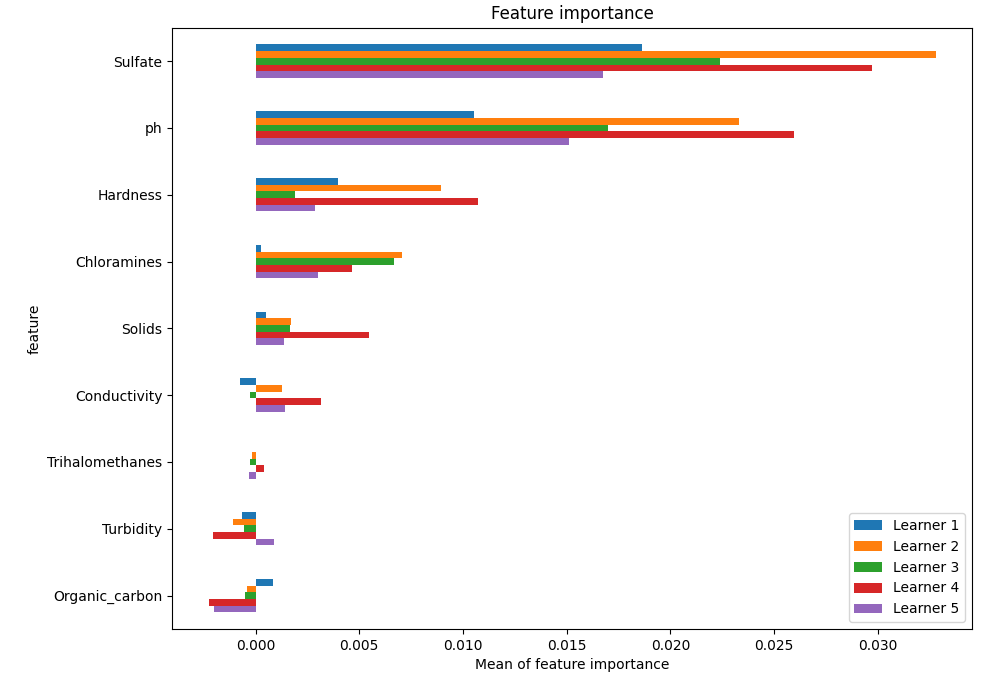 Feature importance
Sulfate
ph
Hardness
Chloramines
Solids
Conductivity
Trihalomethanes
Turbidity
Organic_carbon
feature
Learner 1
Learner 2
Learner 3
Learner 4
Learner 5
0.000 0.005 0.010 0.015 0.020 0.025 0.030
Mean of feature importance